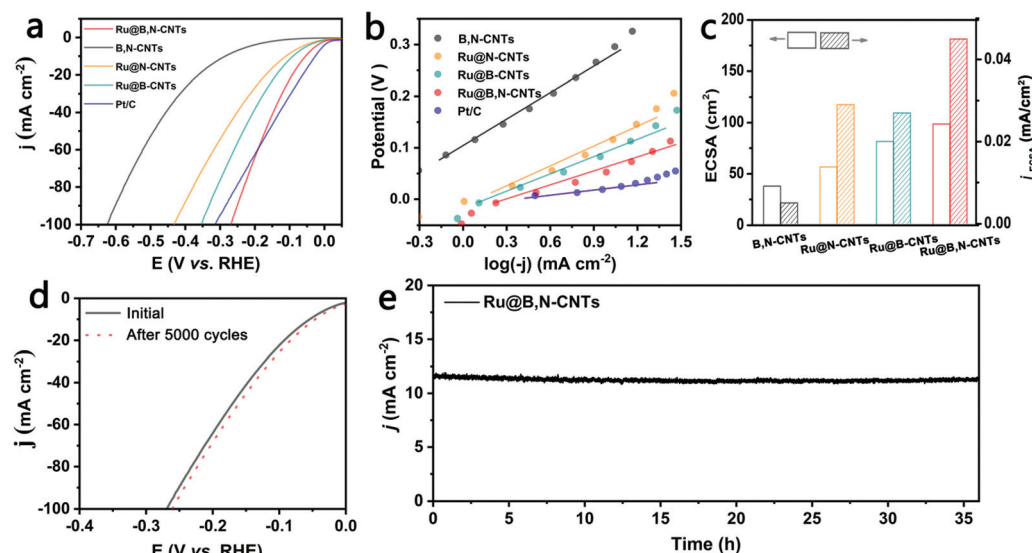 a
Ru@B,N-CNTs
B,N-CNTs
Ru@N-CNTs
Ru@B-CNTs
Pt/C
j (mA cm-2)
0
-20
-40
-60
-80
-100
-0.7 -0.6 -0.5 -0.4 -0.3 -0.2 -0.1 0.0
E (V vs. RHE)
b
B,N-CNTs
Ru@N-CNTs
Ru@B-CNTs
Ru@B,N-CNTs
Pt/C
Potential (V)
0.3
0.2
0.1
0.0
-0.3 0.0 0.3 0.6 0.9 1.2 1.5
log(-j) (mA cm-2)
c
ECSA (cm2)
200
150
100
50
0
0.04
0.02
0.00
(mA/cm2)
B,N-CNTs Ru@N-CNTs Ru@B-CNTs Ru@B,N-CNTs
d
Initial
After 5000 cycles
j (mA cm-2)
0
-20
-40
-60
-80
-100
-0.4 -0.3 -0.2 -0.1 0.0
E (V vs. RHE)
e
Ru@B,N-CNTs
j (mA cm-2)
20
15
10
5
0
0 5 10 15 20 25 30 35
Time (h)